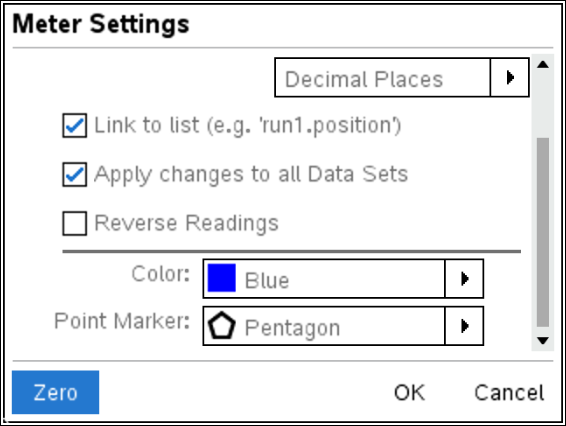 Meter Settings
Decimal Places
Link to list (e.g. 'run1.position')
Apply changes to all Data Sets
Reverse Readings
Color: Blue
Point Marker: Pentagon
Zero OK Cancel